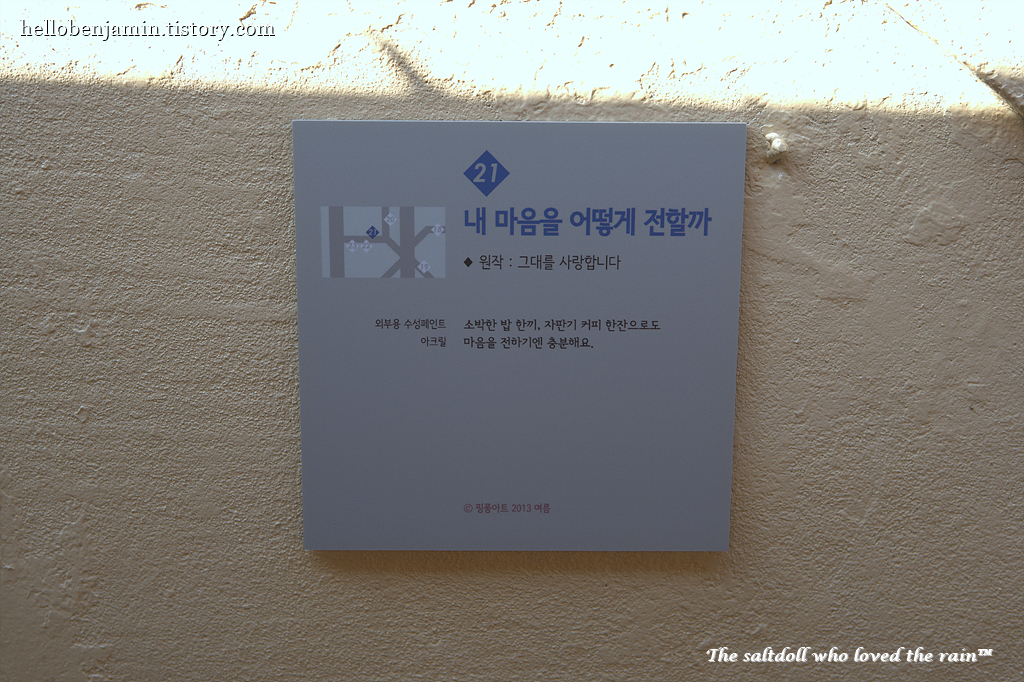 hellobenjamin.tistory.com
21
내 마음을 어떻게 전할까
◆ 원작 : 그대를 사랑합니다
외부용 수성페인트
아크릴
소박한 밥 한끼, 자판기 커피 한잔으로도
마음을 전하기엔 충분해요.
© 핑퐁아트 2013 여름
The saltdoll who loved the rain™